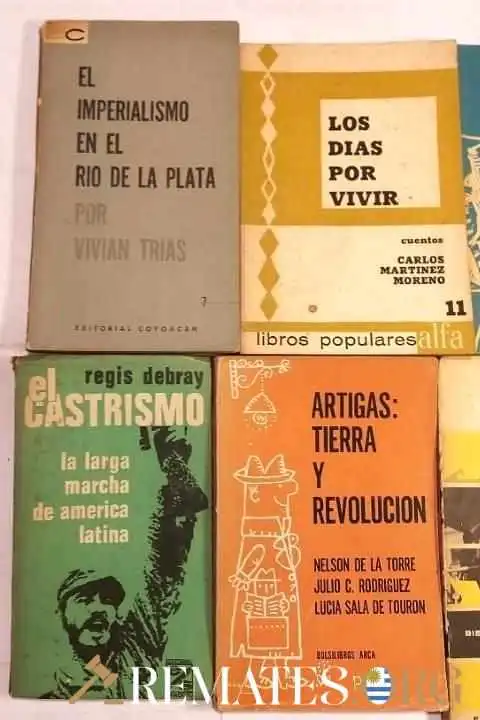 C
EL
IMPERIALISMO
EN EL
RIO DE LA PLATA
POR
VIVIAN TRIAS
7
EDITORIAL COYOACAN
LOS
DIAS
POR
VIVIR
cuentos
CARLOS
MARTINEZ
MORENO
11
libros populares alfa
regis debray
el
CASTRISMO
la larga
marcha
de america
latina
ARTIGAS:
TIERRA
Y
REVOLUCION
NELSON DE LA TORRE
JULIO C. RODRIGUEZ
LUCIA SALA DE TOURON
BOLSILIBROS ARCA
REMATES.ORG